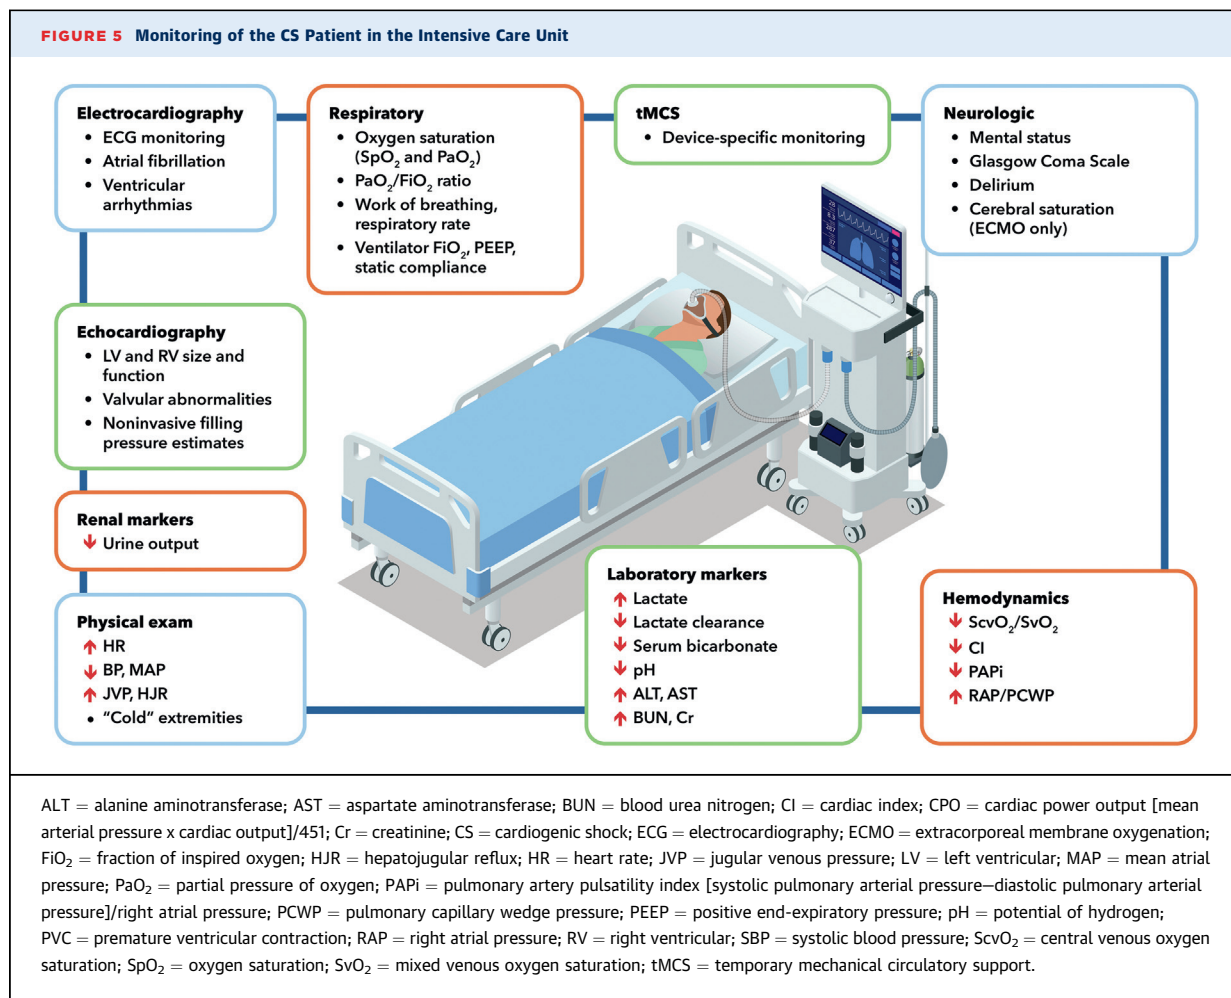 FIGURE 5 Monitoring of the CS Patient in the Intensive Care Unit
Electrocardiography
• ECG monitoring
• Atrial fibrillation
• Ventricular
arrhythmias
Respiratory
• Oxygen saturation
(SpO₂ and PaO₂)
• PaO₂/FiO₂ ratio
• Work of breathing,
respiratory rate
• Ventilator FiO₂, PEEP,
static compliance
tMCS
• Device-specific monitoring
Neurologic
• Mental status
• Glasgow Coma Scale
• Delirium
• Cerebral saturation
(ECMO only)
Echocardiography
• LV and RV size and
function
• Valvular abnormalities
• Noninvasive filling
pressure estimates
Renal markers
↓ Urine output
Physical exam
↑ HR
↓ BP, MAP
↑ JVP, HJR
• “Cold” extremities
Laboratory markers
↑ Lactate
↓ Lactate clearance
↓ Serum bicarbonate
↓ pH
↑ ALT, AST
↑ BUN, Cr
Hemodynamics
↓ ScvO₂/SvO₂
↓ CI
↓ PAPi
↑ RAP/PCWP
ALT = alanine aminotransferase; AST = aspartate aminotransferase; BUN = blood urea nitrogen; CI = cardiac index; CPO = cardiac power output [mean
arterial pressure x cardiac output]/451; Cr = creatinine; CS = cardiogenic shock; ECG = electrocardiography; ECMO = extracorporeal membrane oxygenation;
FiO₂ = fraction of inspired oxygen; HJR = hepatojugular reflux; HR = heart rate; JVP = jugular venous pressure; LV = left ventricular; MAP = mean atrial
pressure; PaO₂ = partial pressure of oxygen; PAPi = pulmonary artery pulsatility index [systolic pulmonary arterial pressure–diastolic pulmonary arterial
pressure]/right atrial pressure; PCWP = pulmonary capillary wedge pressure; PEEP = positive end-expiratory pressure; pH = potential of hydrogen;
PVC = premature ventricular contraction; RAP = right atrial pressure; RV = right ventricular; SBP = systolic blood pressure; ScvO₂ = central venous oxygen
saturation; SpO₂ = oxygen saturation; SvO₂ = mixed venous oxygen saturation; tMCS = temporary mechanical circulatory support.